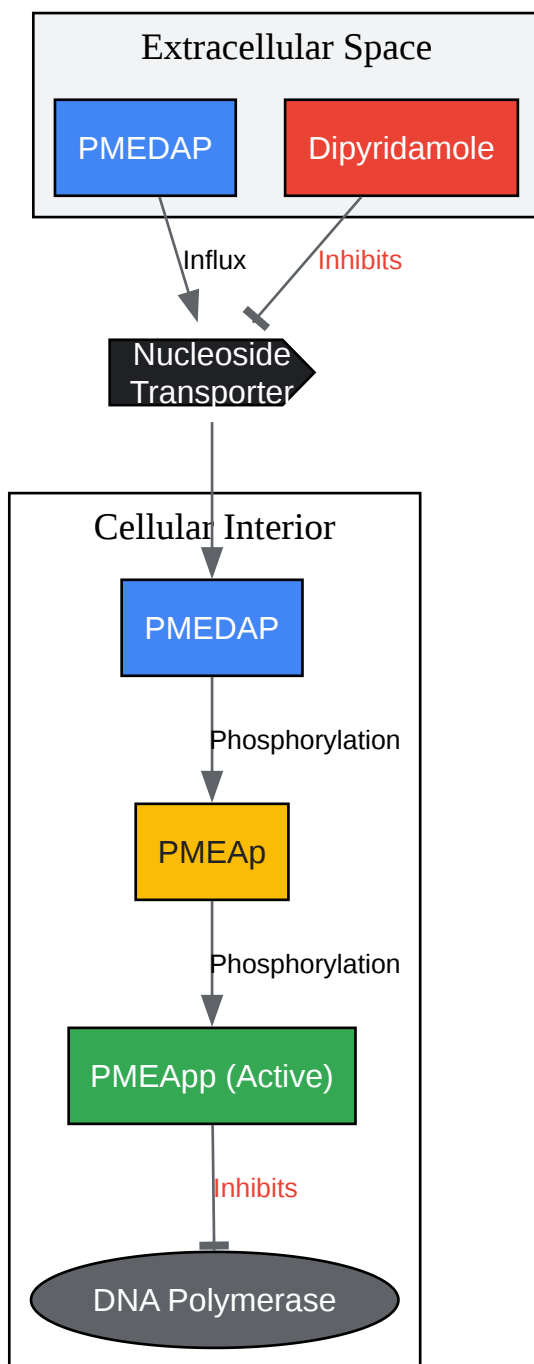 Extracellular Space
PMEDAP
Dipyridamole
Influx
Inhibits
Nucleoside
Transporter
Cellular Interior
PMEDAP
Phosphorylation
PMEAp
Phosphorylation
PMEApp (Active)
Inhibits
DNA Polymerase